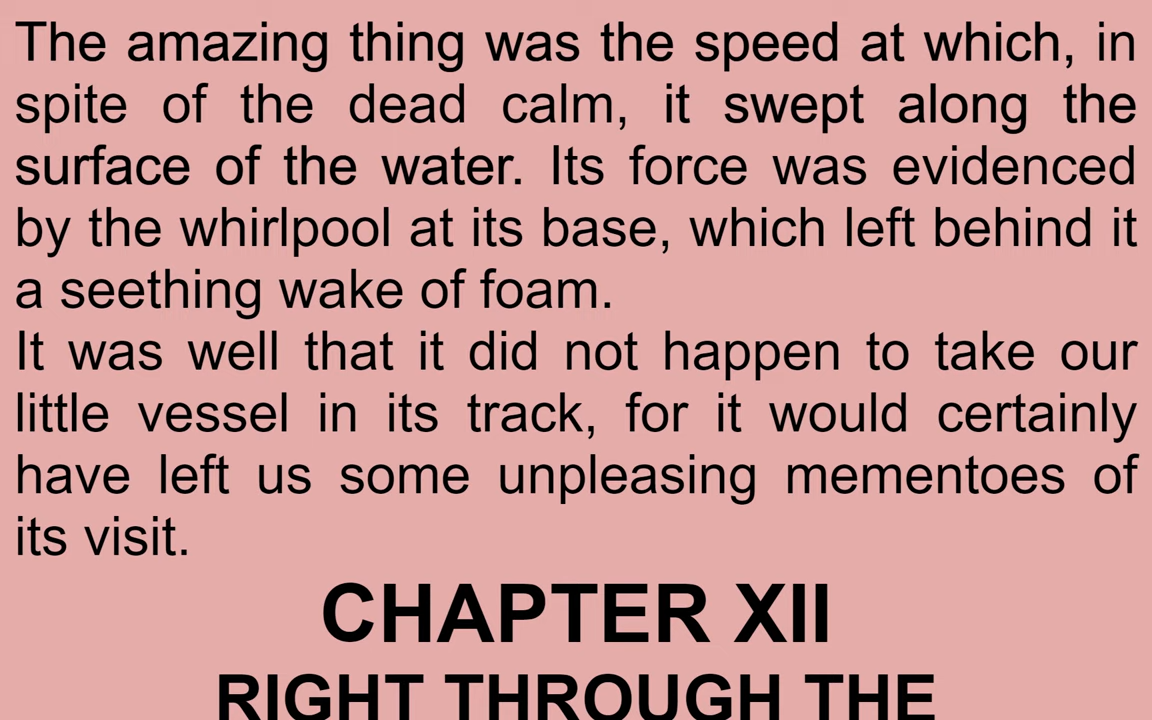 The amazing thing was the speed at which, in
spite of the dead calm, it swept along the
surface of the water. Its force was evidenced
by the whirlpool at its base, which left behind it
a seething wake of foam.
It was well that it did not happen to take our
little vessel in its track, for it would certainly
have left us some unpleasing mementoes of
its visit.
CHAPTER XII
RIGHT THROUGH THE